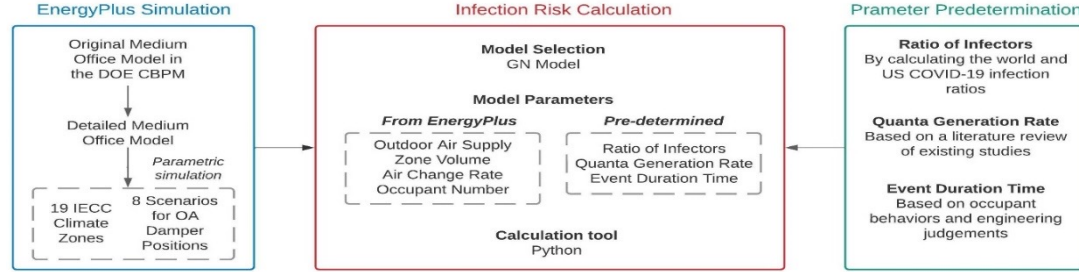 EnergyPlus Simulation
Original Medium
Office Model in
the DOE CBPM
Detailed Medium
Office Model
Parametric
simulation
19 IECC
Climate
Zones
8 Scenarios
for OA
Damper
Positions
Infection Risk Calculation
Model Selection
GN Model
Model Parameters
From EnergyPlus
Outdoor Air Supply
Zone Volume
Air Change Rate
Occupant Number
Pre-determined
Ratio of Infectors
Quanta Generation Rate
Event Duration Time
Calculation tool
Python
Prameter Predetermination
Ratio of Infectors
By calculating the world and
US COVID-19 infection
ratios
Quanta Generation Rate
Based on a literature review
of existing studies
Event Duration Time
Based on occupant
behaviors and engineering
judgements